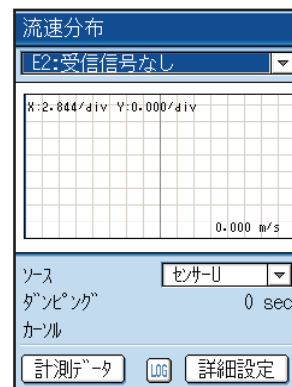 流速分布
E2:受信信号なし
X:2.844/div Y:0.000/div
0.000 m/s
ソース センサーU
ダンピング 0 sec
カーソル
計測データ LOG 詳細設定